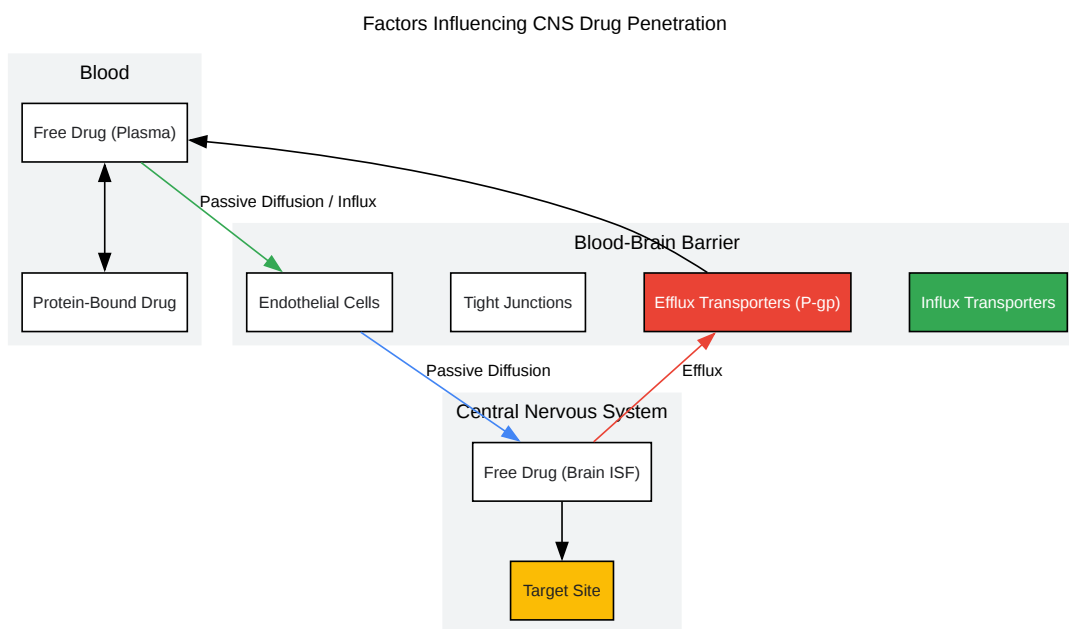 Factors Influencing CNS Drug Penetration
Blood
Free Drug (Plasma)
Passive Diffusion / Influx
Blood-Brain Barrier
Protein-Bound Drug
Endothelial Cells
Tight Junctions
Efflux Transporters (P-gp)
Influx Transporters
Passive Diffusion
Efflux
Central Nervous System
Free Drug (Brain ISF)
Target Site